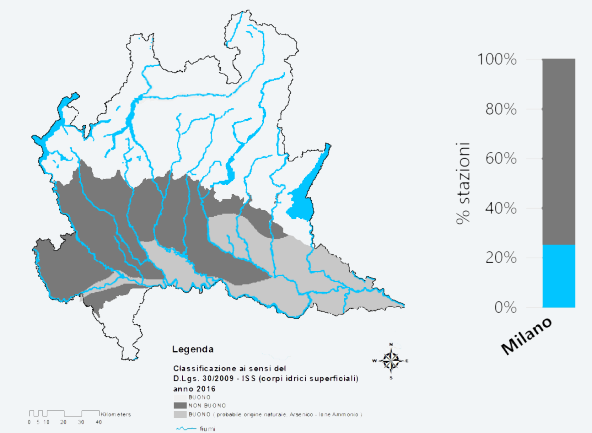 100%
80%
60%
40%
20%
0%
% stazioni
Milano
N
W E
S
Legenda
Classificazione ai sensi del
D.Lgs. 30/2009 - ISS (corpi idrici superficiali)
anno 2016
BUONO
NON BUONO
BUONO ( probabile origine naturale: Arsenico - Ione Ammonio )
fiumi
Kilometers
0 5 10 20 30 40